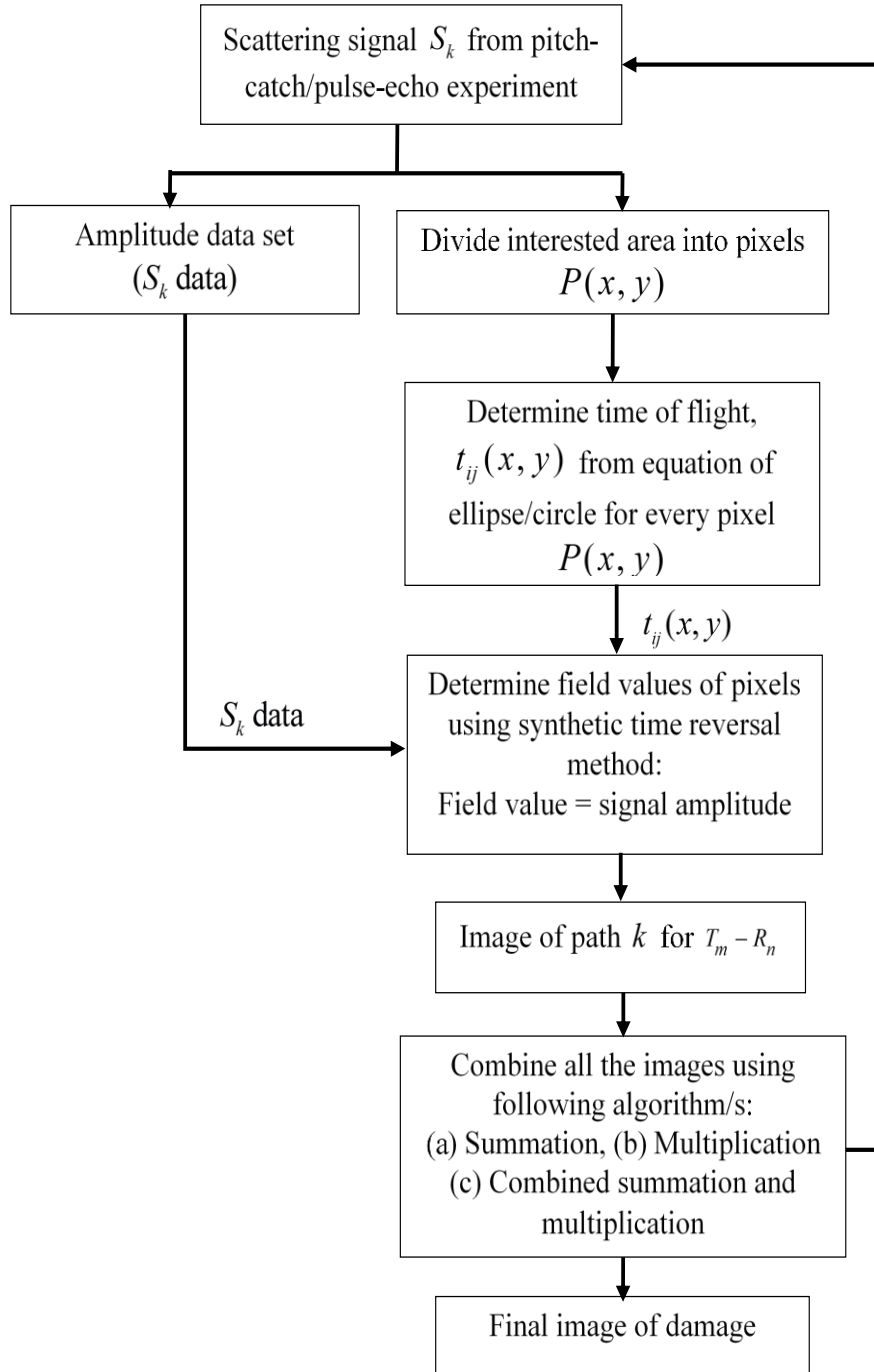 Scattering signal S_k from pitch-
catch/pulse-echo experiment
Amplitude data set
(S_k data)
Divide interested area into pixels
P(x, y)
Determine time of flight,
t_ij(x, y) from equation of
ellipse/circle for every pixel
P(x, y)
t_ij(x, y)
S_k data
Determine field values of pixels
using synthetic time reversal
method:
Field value = signal amplitude
Image of path k for T_m – R_n
Combine all the images using
following algorithm/s:
(a) Summation, (b) Multiplication
(c) Combined summation and
multiplication
Final image of damage